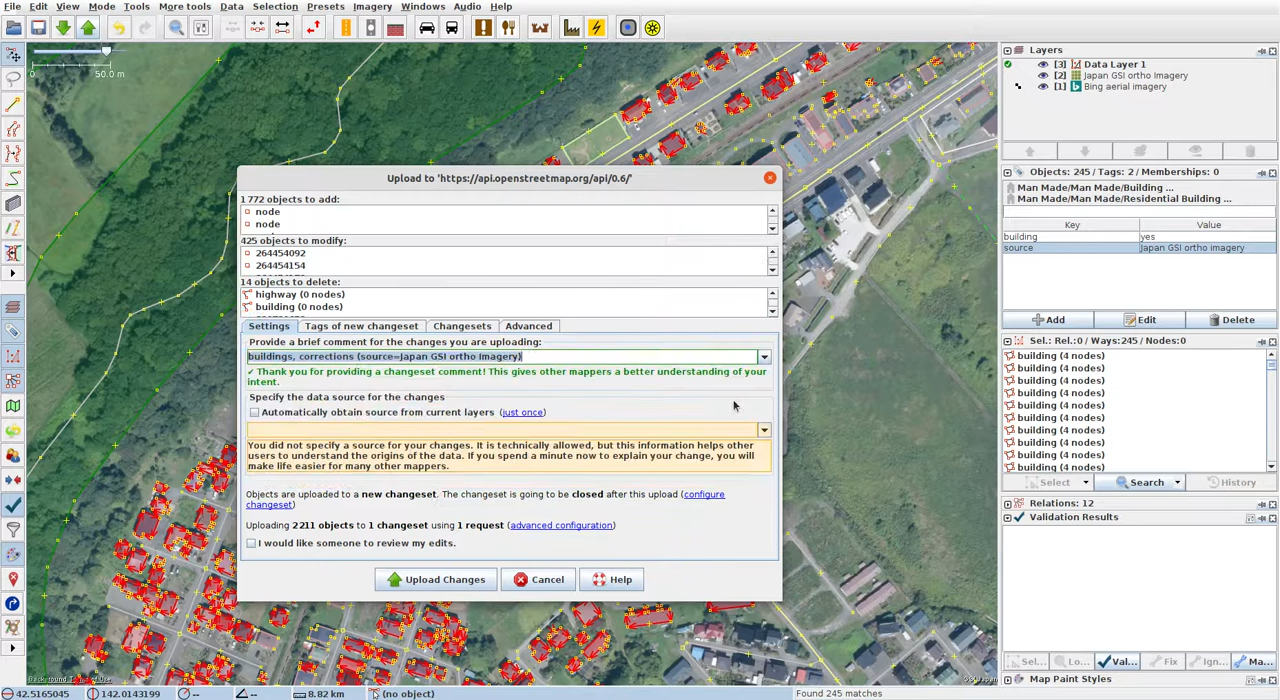 File Edit View Mode Tools More tools Data Selection Presets Imagery Windows Audio Help
0 50.0 m
Layers
[3] Data Layer 1
[2] Japan GSI ortho Imagery
[1] Bing aerial imagery
Objects: 245 / Tags: 2 / Memberships: 0
Man Made/Man Made/Building ...
Man Made/Man Made/Residential Building ...
Key Value
building yes
source Japan GSI ortho imagery
Add Edit Delete
Sel.: Rel.:0 / Ways:245 / Nodes:0
building (4 nodes)
building (4 nodes)
building (4 nodes)
building (4 nodes)
building (4 nodes)
building (4 nodes)
building (4 nodes)
building (4 nodes)
building (4 nodes)
building (4 nodes)
Select Search History
Relations: 12
Validation Results
Sel... Lo... Val... Fix Ign... Ma...
Map Paint Styles
Upload to 'https://api.openstreetmap.org/api/0.6/'
1 772 objects to add:
node
node
425 objects to modify:
264454092
264454154
14 objects to delete:
highway (0 nodes)
building (0 nodes)
Settings Tags of new changeset Changesets Advanced
Provide a brief comment for the changes you are uploading:
buildings, corrections (source=Japan GSI ortho Imagery)
✓ Thank you for providing a changeset comment! This gives other mappers a better understanding of your
intent.
Specify the data source for the changes
Automatically obtain source from current layers (just once)
You did not specify a source for your changes. It is technically allowed, but this information helps other
users to understand the origins of the data. If you spend a minute now to explain your change, you will
make life easier for many other mappers.
Objects are uploaded to a new changeset. The changeset is going to be closed after this upload (configure
changeset)
Uploading 2 211 objects to 1 changeset using 1 request (advanced configuration)
I would like someone to review my edits.
Upload Changes Cancel Help
Background Terms of Use
42.5165045 142.0143199 -- -- 8.82 km (no object) Found 245 matches